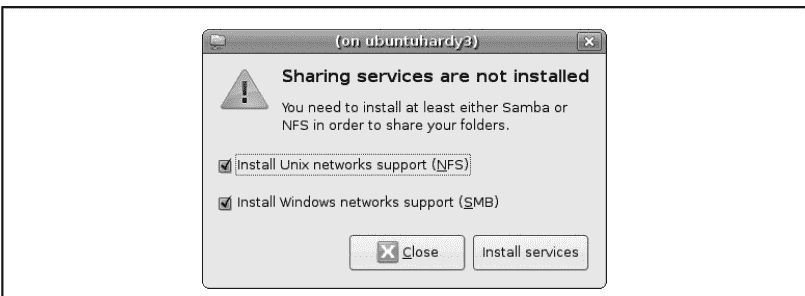 (on ubuntuhardy3)
Sharing services are not installed
You need to install at least either Samba or
NFS in order to share your folders.
Install Unix networks support (NFS)
Install Windows networks support (SMB)
Close
Install services